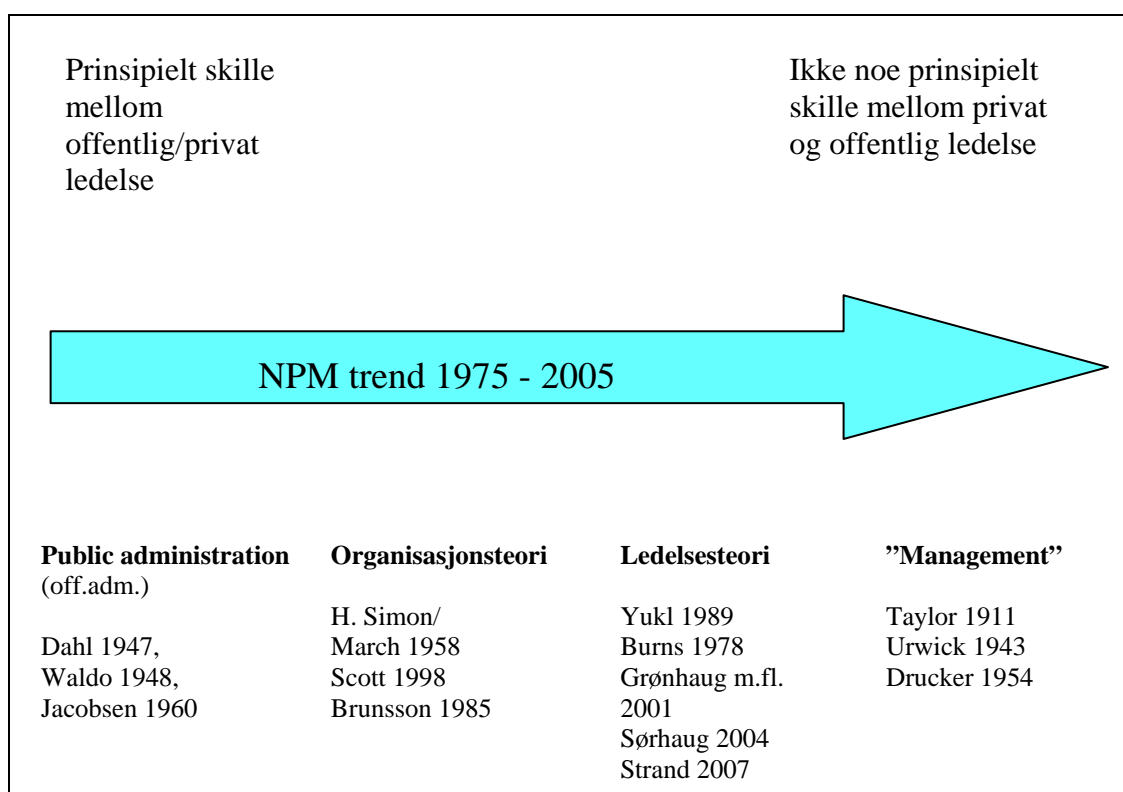 Prinsipielt skille
mellom
offentlig/privat
ledelse
Ikke noe prinsipielt
skille mellom privat
og offentlig ledelse
NPM trend 1975 - 2005
Public administration
(off.adm.)
Dahl 1947,
Waldo 1948,
Jacobsen 1960
Organisasjonsteori
H. Simon/
March 1958
Scott 1998
Brunsson 1985
Ledelsesteori
Yukl 1989
Burns 1978
Grønhaug m.fl.
2001
Sørhaug 2004
Strand 2007
”Management”
Taylor 1911
Urwick 1943
Drucker 1954